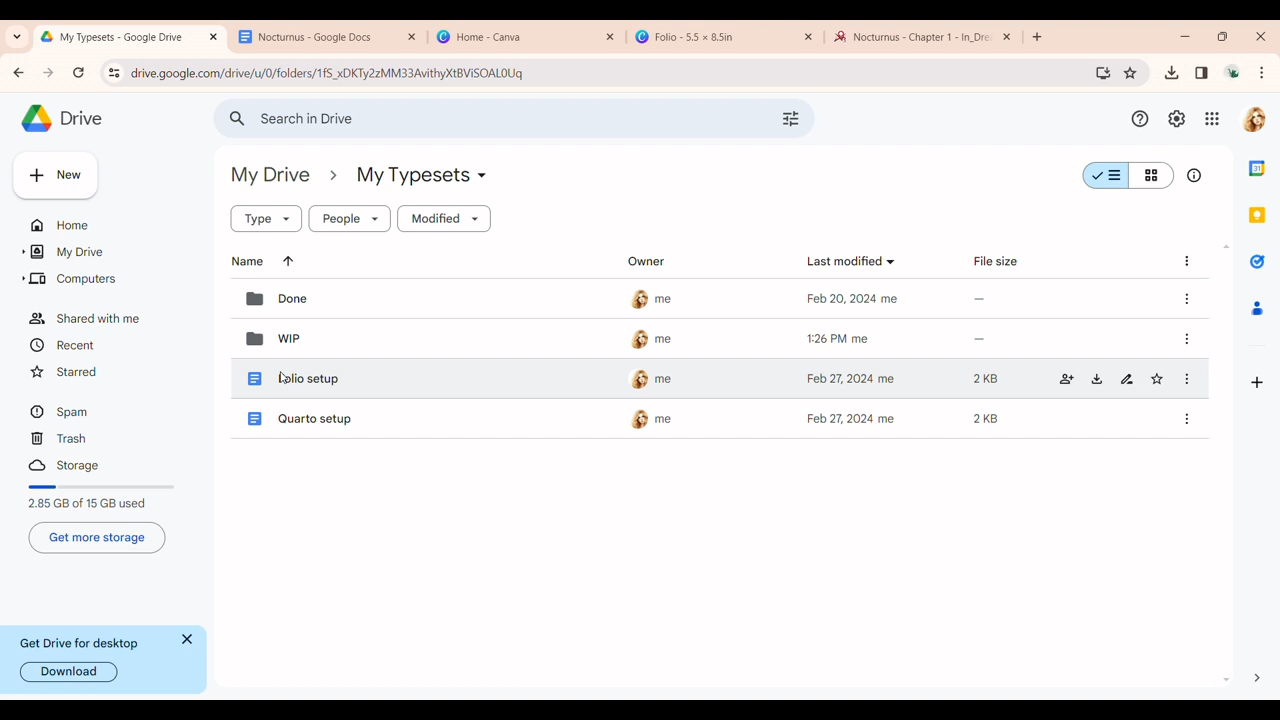 My Typesets - Google Drive
Nocturnus - Google Docs
Home - Canva
Folio - 5.5 × 8.5in
Nocturnus - Chapter 1 - In_Dre
drive.google.com/drive/u/0/folders/1fS_xDKTy2zMM33AvithyXtBViSOAL0Uq
Drive
Search in Drive
New
My Drive > My Typesets
31
Type
People
Modified
Home
My Drive
Computers
Name
Owner
Last modified
File size
Done
me
Feb 20, 2024 me
—
Shared with me
WIP
me
1:26 PM me
—
Recent
Starred
Folio setup
me
Feb 27, 2024 me
2 KB
Spam
Quarto setup
me
Feb 27, 2024 me
2 KB
Trash
Storage
2.85 GB of 15 GB used
Get more storage
Get Drive for desktop
Download